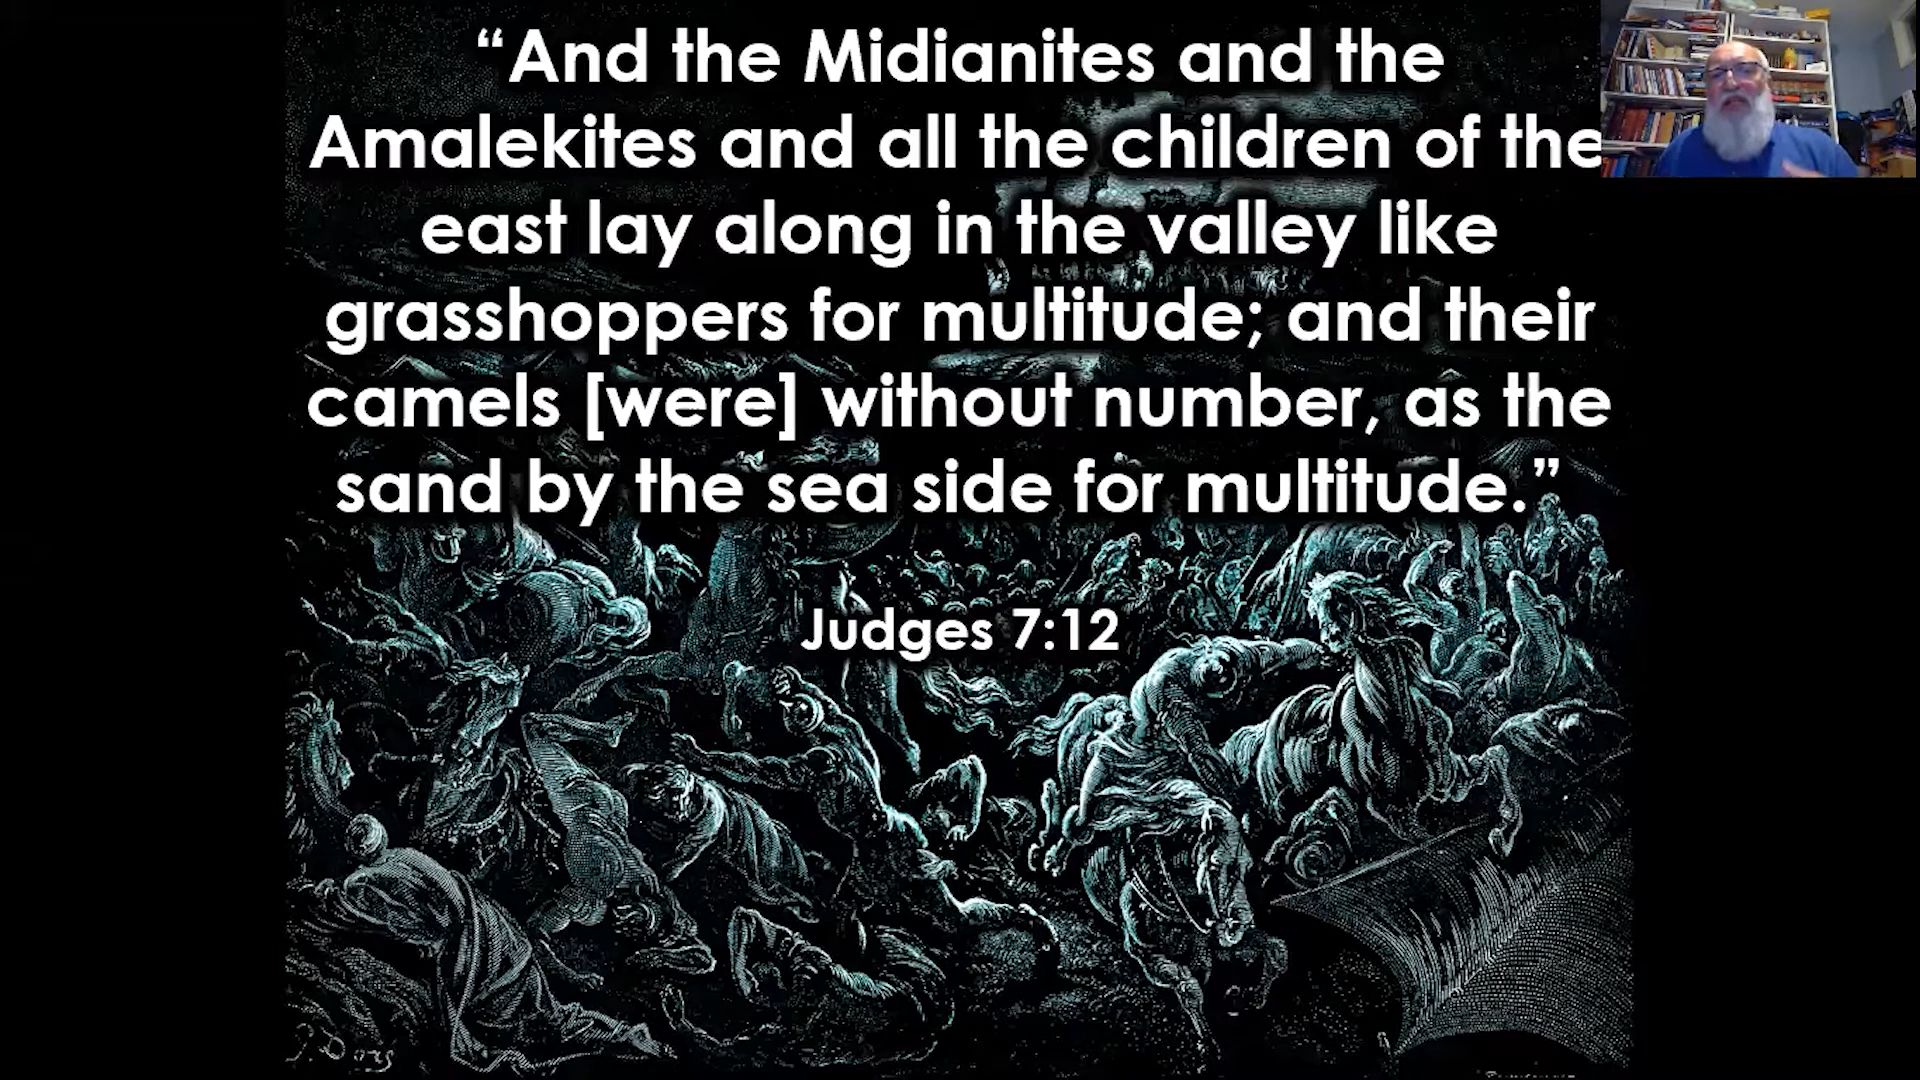 “And the Midianites and the
Amalekites and all the children of the
east lay along in the valley like
grasshoppers for multitude; and their
camels [were] without number, as the
sand by the sea side for multitude.”
Judges 7:12
G. Doré